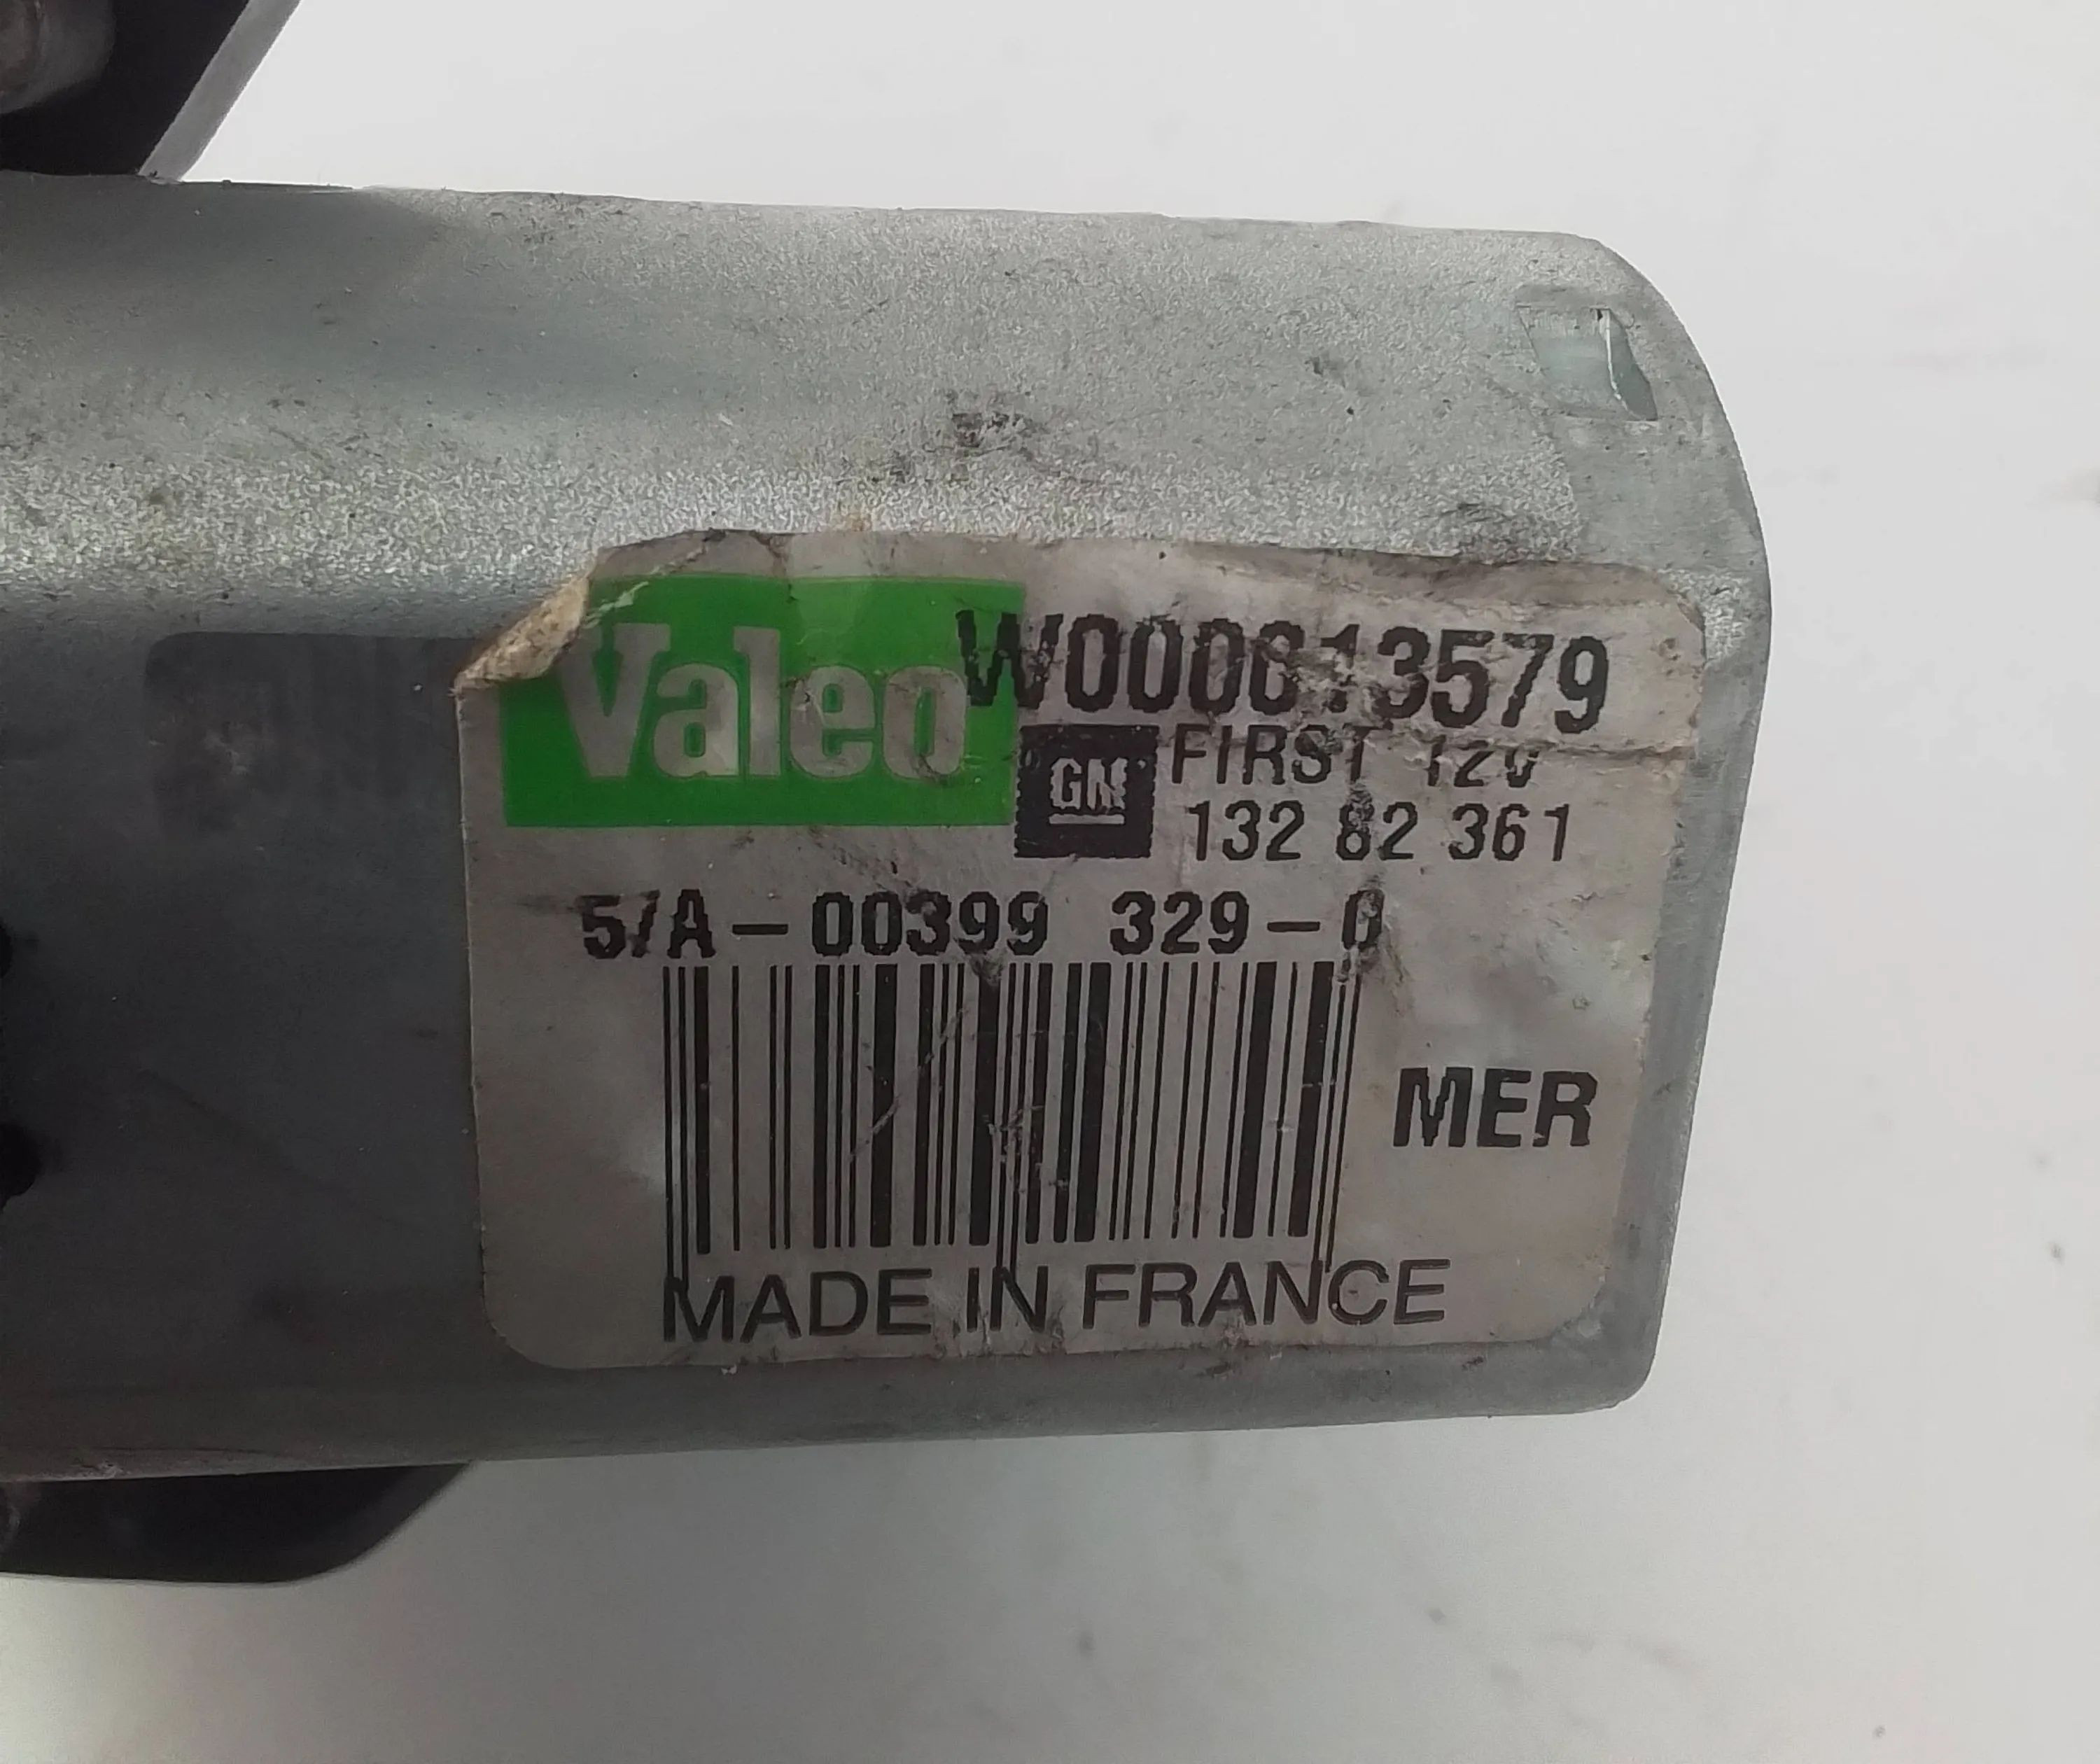 Valeo W000013579
GM FIRST 12V
132 82 361
5/A-00399 329-0
MER
MADE IN FRANCE